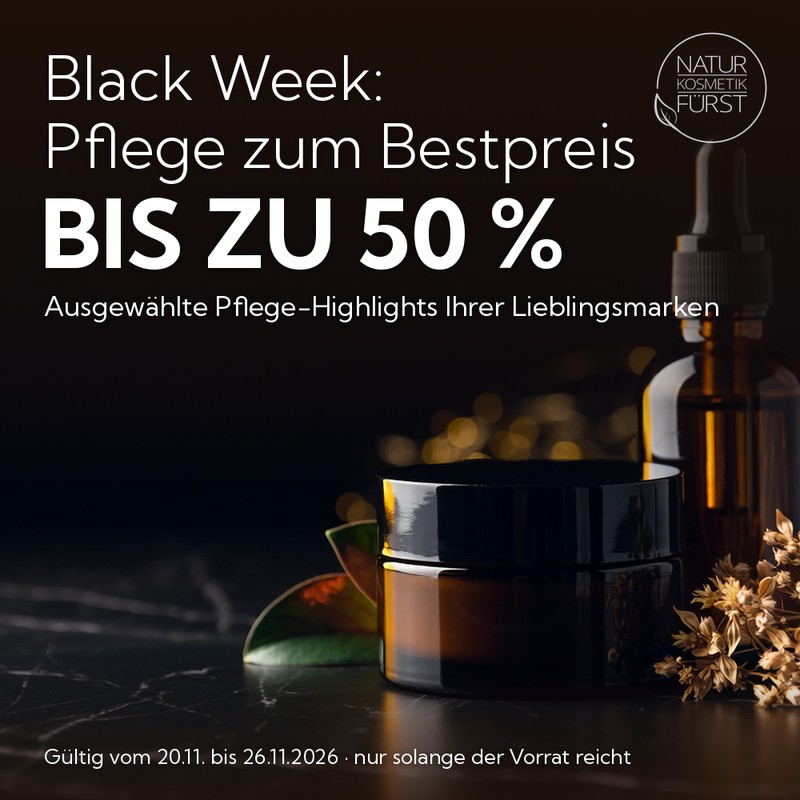 Black Week:
Pflege zum Bestpreis
BIS ZU 50 %
Ausgewählte Pflege-Highlights Ihrer Lieblingsmarken
NATUR
KOSMETIK
FÜRST
Gültig vom 20.11. bis 26.11.2026 · nur solange der Vorrat reicht